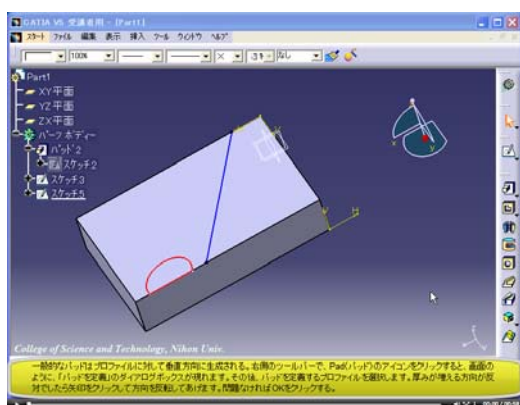 CATIA V5 受講者用 - [Part1]
スタート ファイル 編集 表示 挿入 ツール ウィンドウ ヘルプ
100% なし
Part1
XY平面
YZ平面
ZX平面
パーツ ボディー
パッド2
スケッチ2
スケッチ3
スケッチ5
V H
x y
College of Science and Technology, Nihon Univ.
一般的なパッドはプロファイルに対して垂直方向に生成される。右側のツールバーで、Pad(パッド)のアイコンをクリックすると、画面の
ように、「パッドを定義」のダイアログボックスが現れます。その後、パッドを定義するプロファイルを選択します。厚みが増える方向が反
対でしたら矢印をクリックして方向を反転してあげます。問題なければOKをクリックする。